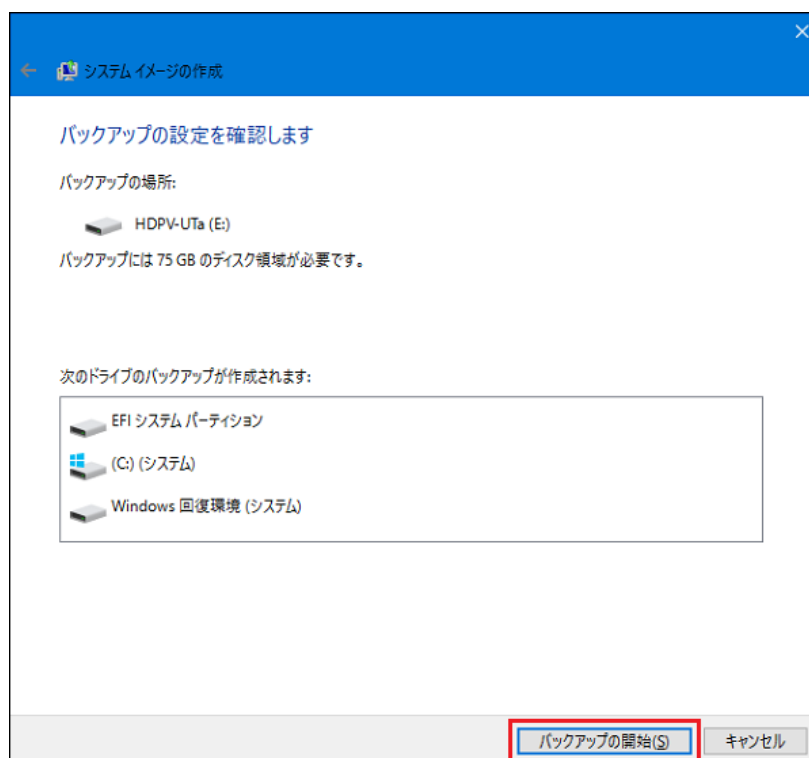 システム イメージの作成
バックアップの設定を確認します
バックアップの場所:
HDPV-UTa (E:)
バックアップには 75 GB のディスク領域が必要です。
次のドライブのバックアップが作成されます:
EFI システム パーティション
(C:) (システム)
Windows 回復環境 (システム)
バックアップの開始(S)
キャンセル